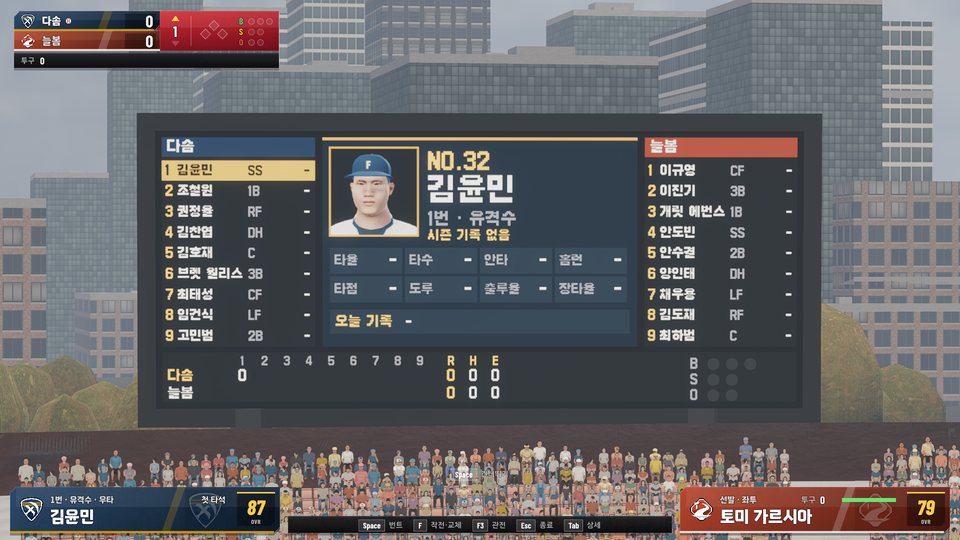 다솜 0
늘봄 0
1
B
S
O
투구 0
다솜
1 김윤민 SS -
2 조철원 1B
3 권정율 RF
4 김찬엽 DH
5 김호재 C
6 브렛 윌리스 3B
7 최태성 CF
8 임건식 LF
9 고민범 2B
F
NO.32
김윤민
1번 · 유격수
시즌 기록 없음
타율 - 타수 - 안타 - 홈런 -
타점 - 도루 - 출루율 - 장타율 -
오늘 기록 -
늘봄
1 이규영 CF -
2 이진기 3B -
3 개릿 에번스 1B -
4 안도빈 SS -
5 안수결 2B -
6 양인태 DH -
7 채우용 LF -
8 김도재 RF -
9 최하범 C -
1 2 3 4 5 6 7 8 9 R H E
다솜 0 0 0 0
늘봄 0 0 0
B
S
O
Space
1번 · 유격수 · 우타 첫 타석
김윤민
87
OVR
Space 번트 F 작전·교체 F3 관전 Esc 종료 Tab 상세
선발 · 좌투 투구 0
토미 가르시아
79
OVR